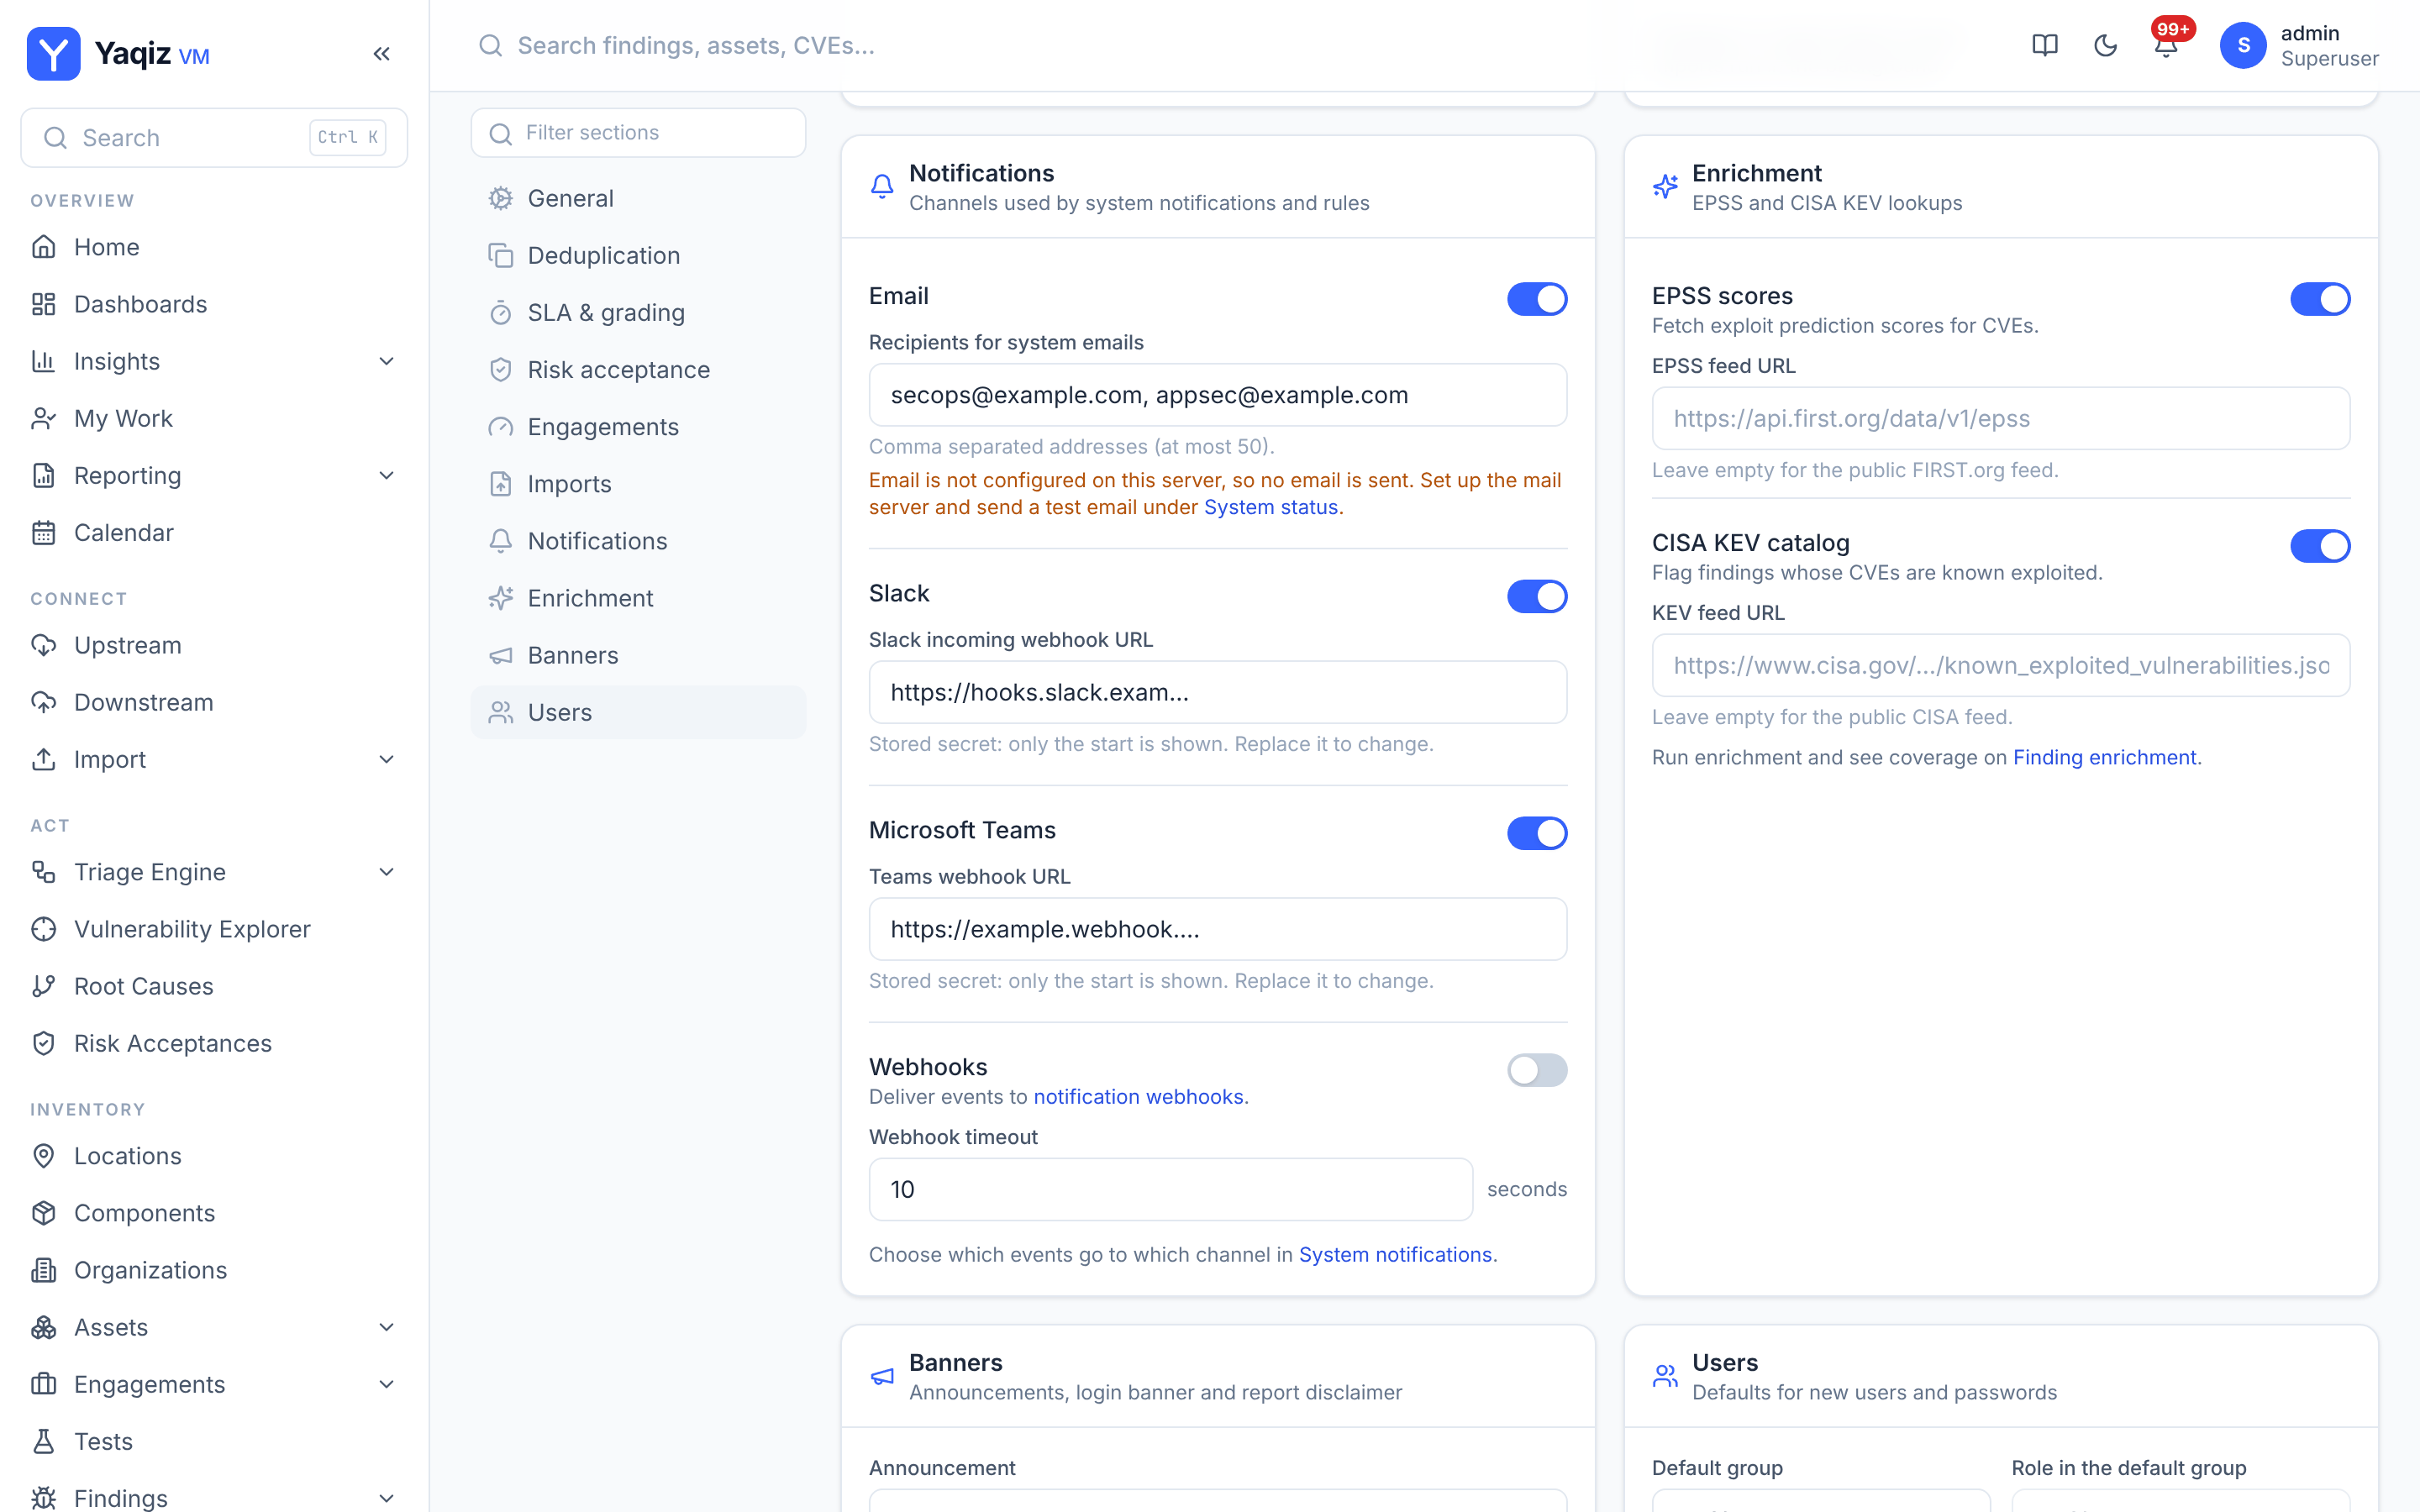 Yaqiz VM
Search
Ctrl K
OVERVIEW
Home
Dashboards
Insights
My Work
Reporting
Calendar
CONNECT
Upstream
Downstream
Import
ACT
Triage Engine
Vulnerability Explorer
Root Causes
Risk Acceptances
INVENTORY
Locations
Components
Organizations
Assets
Engagements
Tests
Findings
Search findings, assets, CVEs...
99+
S
admin
Superuser
Filter sections
General
Deduplication
SLA & grading
Risk acceptance
Engagements
Imports
Notifications
Enrichment
Banners
Users
Notifications
Channels used by system notifications and rules
Email
Recipients for system emails
secops@example.com, appsec@example.com
Comma separated addresses (at most 50).
Email is not configured on this server, so no email is sent. Set up the mail
server and send a test email under System status.
Slack
Slack incoming webhook URL
https://hooks.slack.exam...
Stored secret: only the start is shown. Replace it to change.
Microsoft Teams
Teams webhook URL
https://example.webhook....
Stored secret: only the start is shown. Replace it to change.
Webhooks
Deliver events to notification webhooks.
Webhook timeout
10
seconds
Choose which events go to which channel in System notifications.
Enrichment
EPSS and CISA KEV lookups
EPSS scores
Fetch exploit prediction scores for CVEs.
EPSS feed URL
https://api.first.org/data/v1/epss
Leave empty for the public FIRST.org feed.
CISA KEV catalog
Flag findings whose CVEs are known exploited.
KEV feed URL
https://www.cisa.gov/.../known_exploited_vulnerabilities.jsc
Leave empty for the public CISA feed.
Run enrichment and see coverage on Finding enrichment.
Banners
Announcements, login banner and report disclaimer
Announcement
Users
Defaults for new users and passwords
Default group
Role in the default group